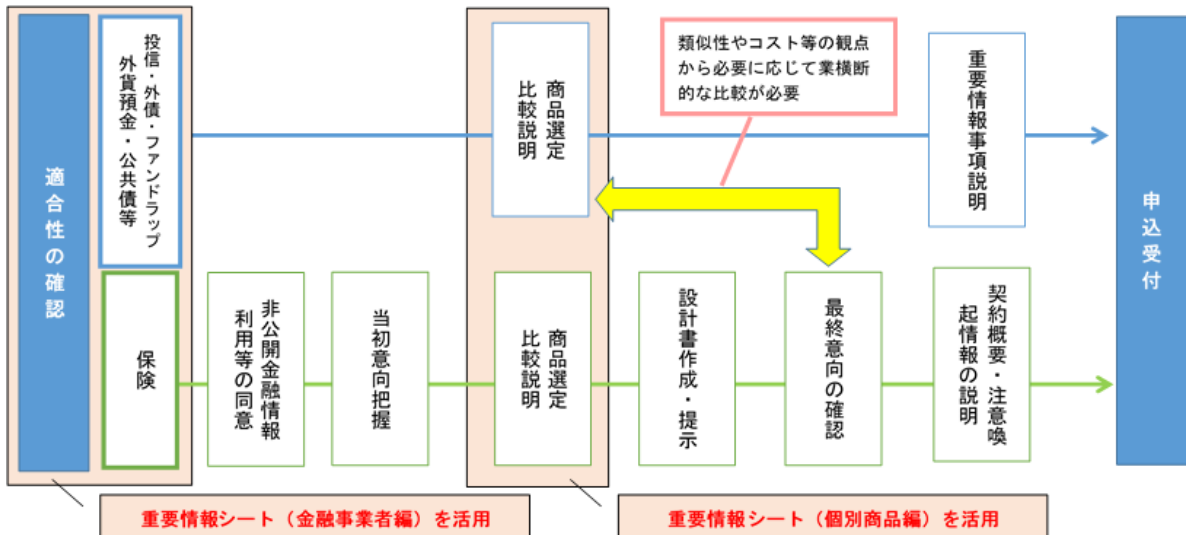 適合性の確認
投信・外債・ファンドラップ
外貨預金・公共債等
商品選定
比較説明
類似性やコスト等の観点
から必要に応じて業横断
的な比較が必要
重要情報事項説明
申込受付
保険
非公開金融情報
利用等の同意
当初意向把握
商品選定
比較説明
設計書作成・提示
最終意向の確認
契約概要・注意喚
起情報の説明
重要情報シート（金融事業者編）を活用
重要情報シート（個別商品編）を活用